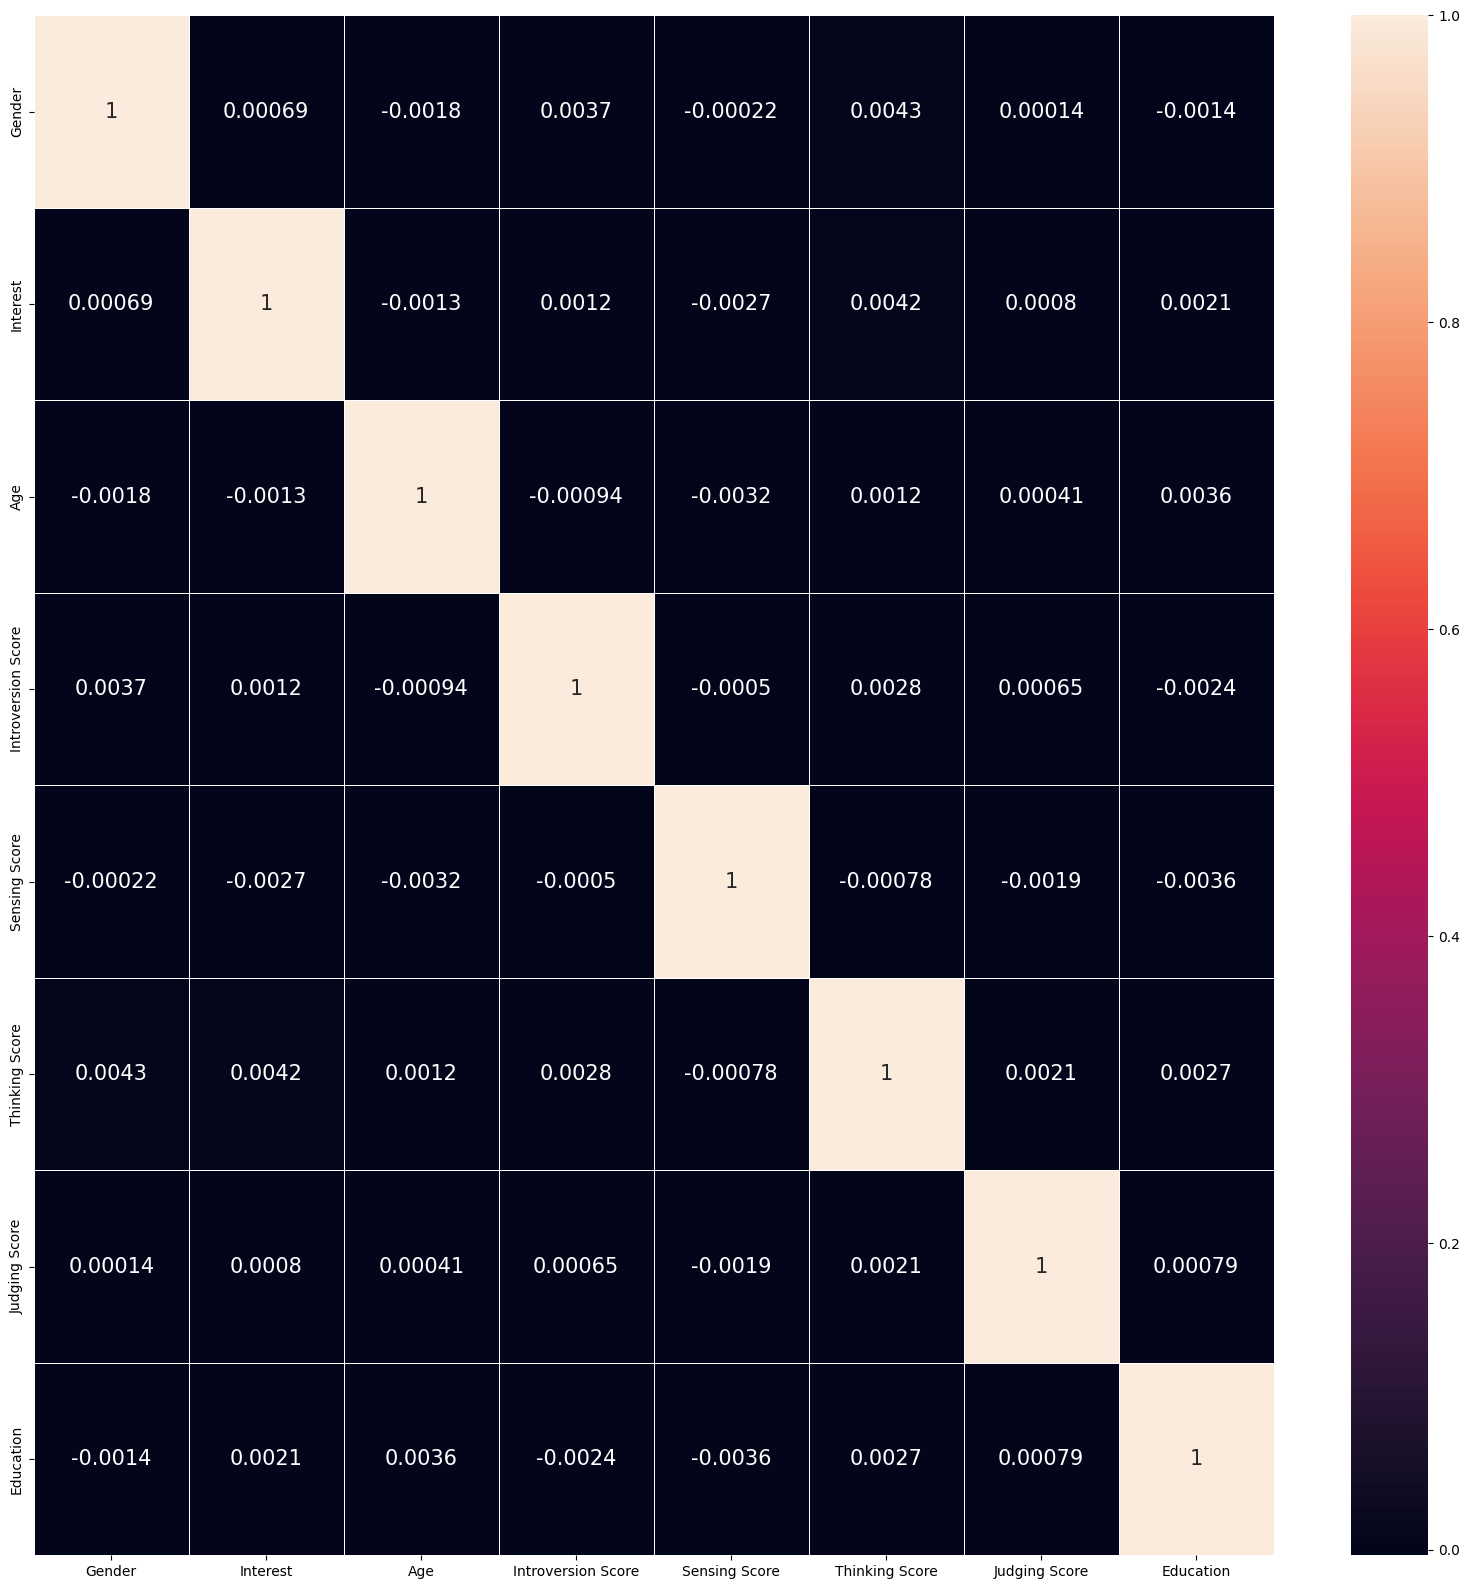 Gender 1 0.00069 -0.0018 0.0037 -0.00022 0.0043 0.00014 -0.0014
Interest 0.00069 1 -0.0013 0.0012 -0.0027 0.0042 0.0008 0.0021
Age -0.0018 -0.0013 1 -0.00094 -0.0032 0.0012 0.00041 0.0036
Introversion Score 0.0037 0.0012 -0.00094 1 -0.0005 0.0028 0.00065 -0.0024
Sensing Score -0.00022 -0.0027 -0.0032 -0.0005 1 -0.00078 -0.0019 -0.0036
Thinking Score 0.0043 0.0042 0.0012 0.0028 -0.00078 1 0.0021 0.0027
Judging Score 0.00014 0.0008 0.00041 0.00065 -0.0019 0.0021 1 0.00079
Education -0.0014 0.0021 0.0036 -0.0024 -0.0036 0.0027 0.00079 1
Gender Interest Age Introversion Score Sensing Score Thinking Score Judging Score Education
1.0
0.8
0.6
0.4
0.2
0.0